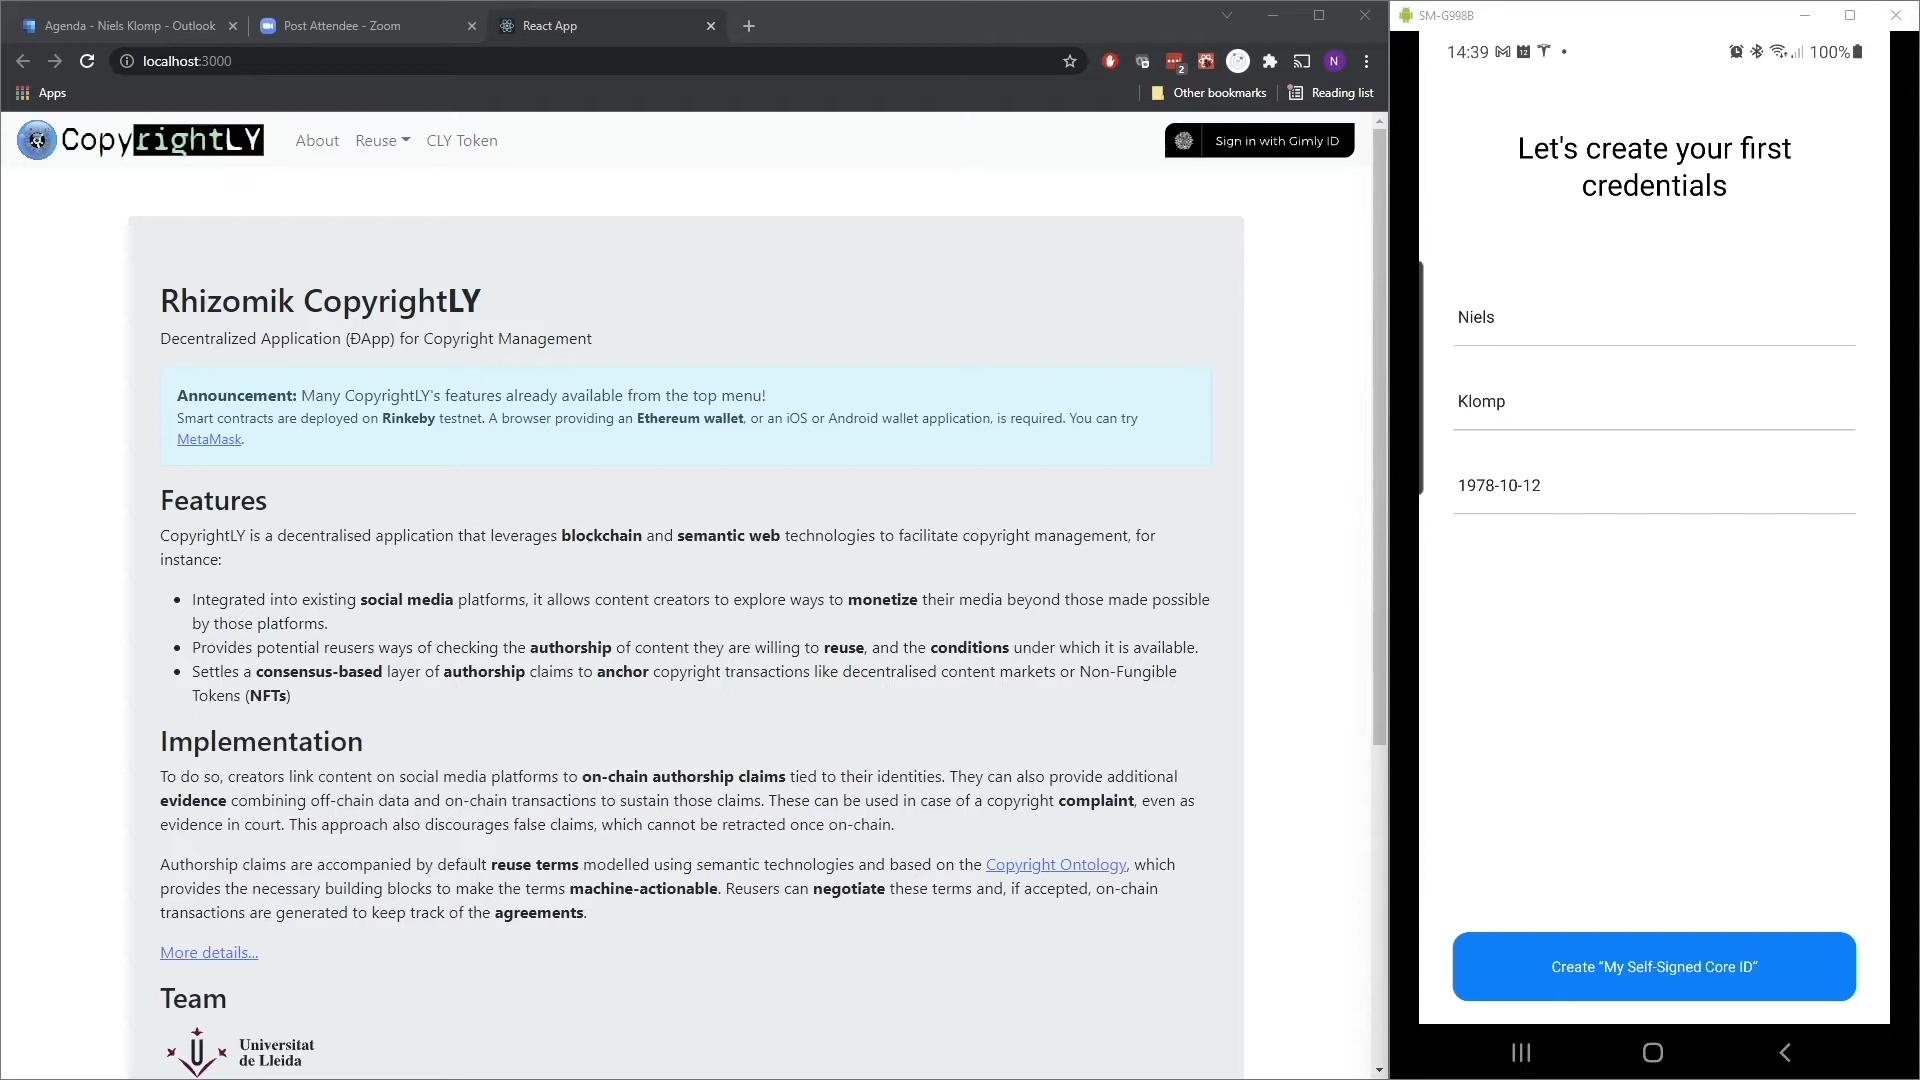 Agenda - Niels Klomp - Outlook
Post Attendee - Zoom
React App
localhost:3000
2
N
Apps
Other bookmarks
Reading list
CopyrightLY
About
Reuse
CLY Token
Sign in with Gimly ID
Rhizomik CopyrightLY
Decentralized Application (ÐApp) for Copyright Management
Announcement: Many CopyrightLY's features already available from the top menu!
Smart contracts are deployed on Rinkeby testnet. A browser providing an Ethereum wallet, or an iOS or Android wallet application, is required. You can try
MetaMask.
Features
CopyrightLY is a decentralised application that leverages blockchain and semantic web technologies to facilitate copyright management, for
instance:
• Integrated into existing social media platforms, it allows content creators to explore ways to monetize their media beyond those made possible
by those platforms.
• Provides potential reusers ways of checking the authorship of content they are willing to reuse, and the conditions under which it is available.
• Settles a consensus-based layer of authorship claims to anchor copyright transactions like decentralised content markets or Non-Fungible
Tokens (NFTs)
Implementation
To do so, creators link content on social media platforms to on-chain authorship claims tied to their identities. They can also provide additional
evidence combining off-chain data and on-chain transactions to sustain those claims. These can be used in case of a copyright complaint, even as
evidence in court. This approach also discourages false claims, which cannot be retracted once on-chain.
Authorship claims are accompanied by default reuse terms modelled using semantic technologies and based on the Copyright Ontology, which
provides the necessary building blocks to make the terms machine-actionable. Reusers can negotiate these terms and, if accepted, on-chain
transactions are generated to keep track of the agreements.
More details...
Team
Universitat
de Lleida
SM-G998B
14:39
100%
Let's create your first
credentials
Niels
Klomp
1978-10-12
Create “My Self-Signed Core ID”